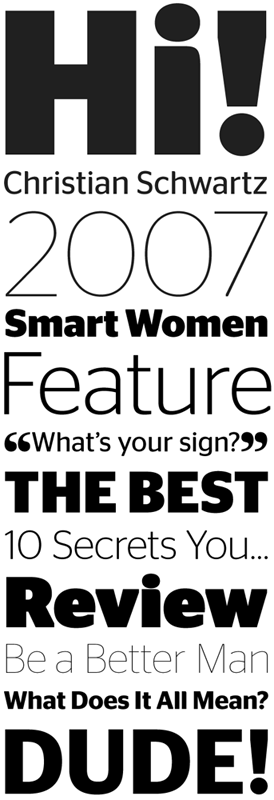 Hi!
Christian Schwartz
2007
Smart Women
Feature
“What’s your sign?”
THE BEST
10 Secrets You...
Review
Be a Better Man
What Does It All Mean?
DUDE!